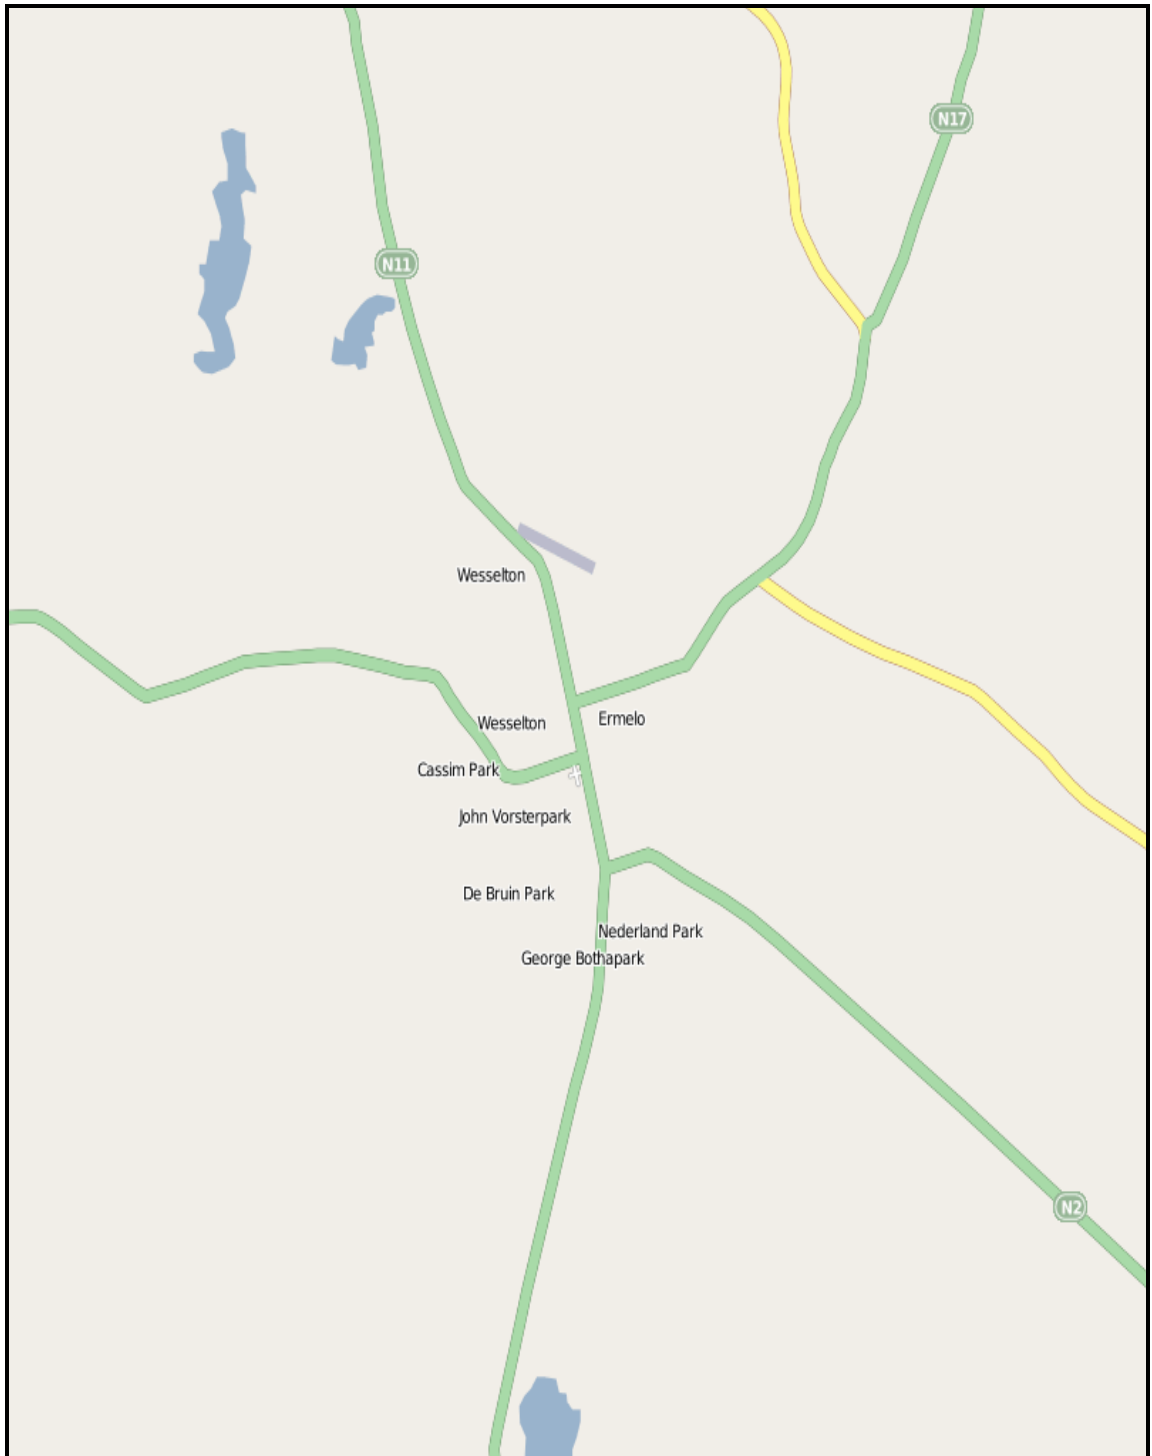 N17
N11
Wesselton
Ermelo
Wesselton
Cassim Park
John Vorsterpark
De Bruin Park
Nederland Park
George Bothapark
N2